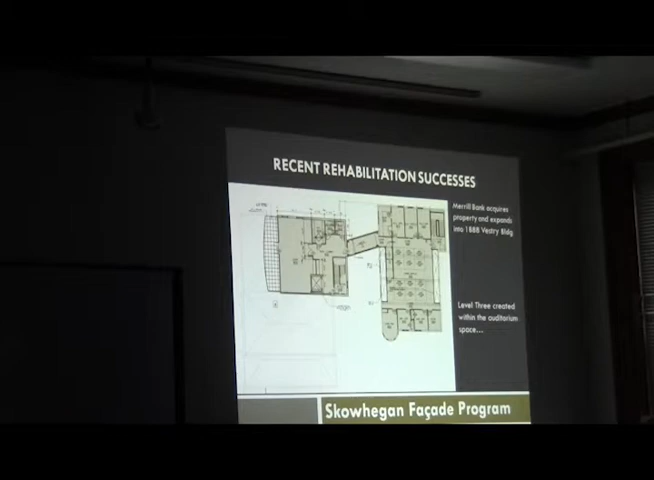 RECENT REHABILITATION SUCCESSES
Merrill Bank acquires
property and expands
into 1888 Vestry Bldg
Level Three created
within the auditorium
space...
Skowhegan Façade Program